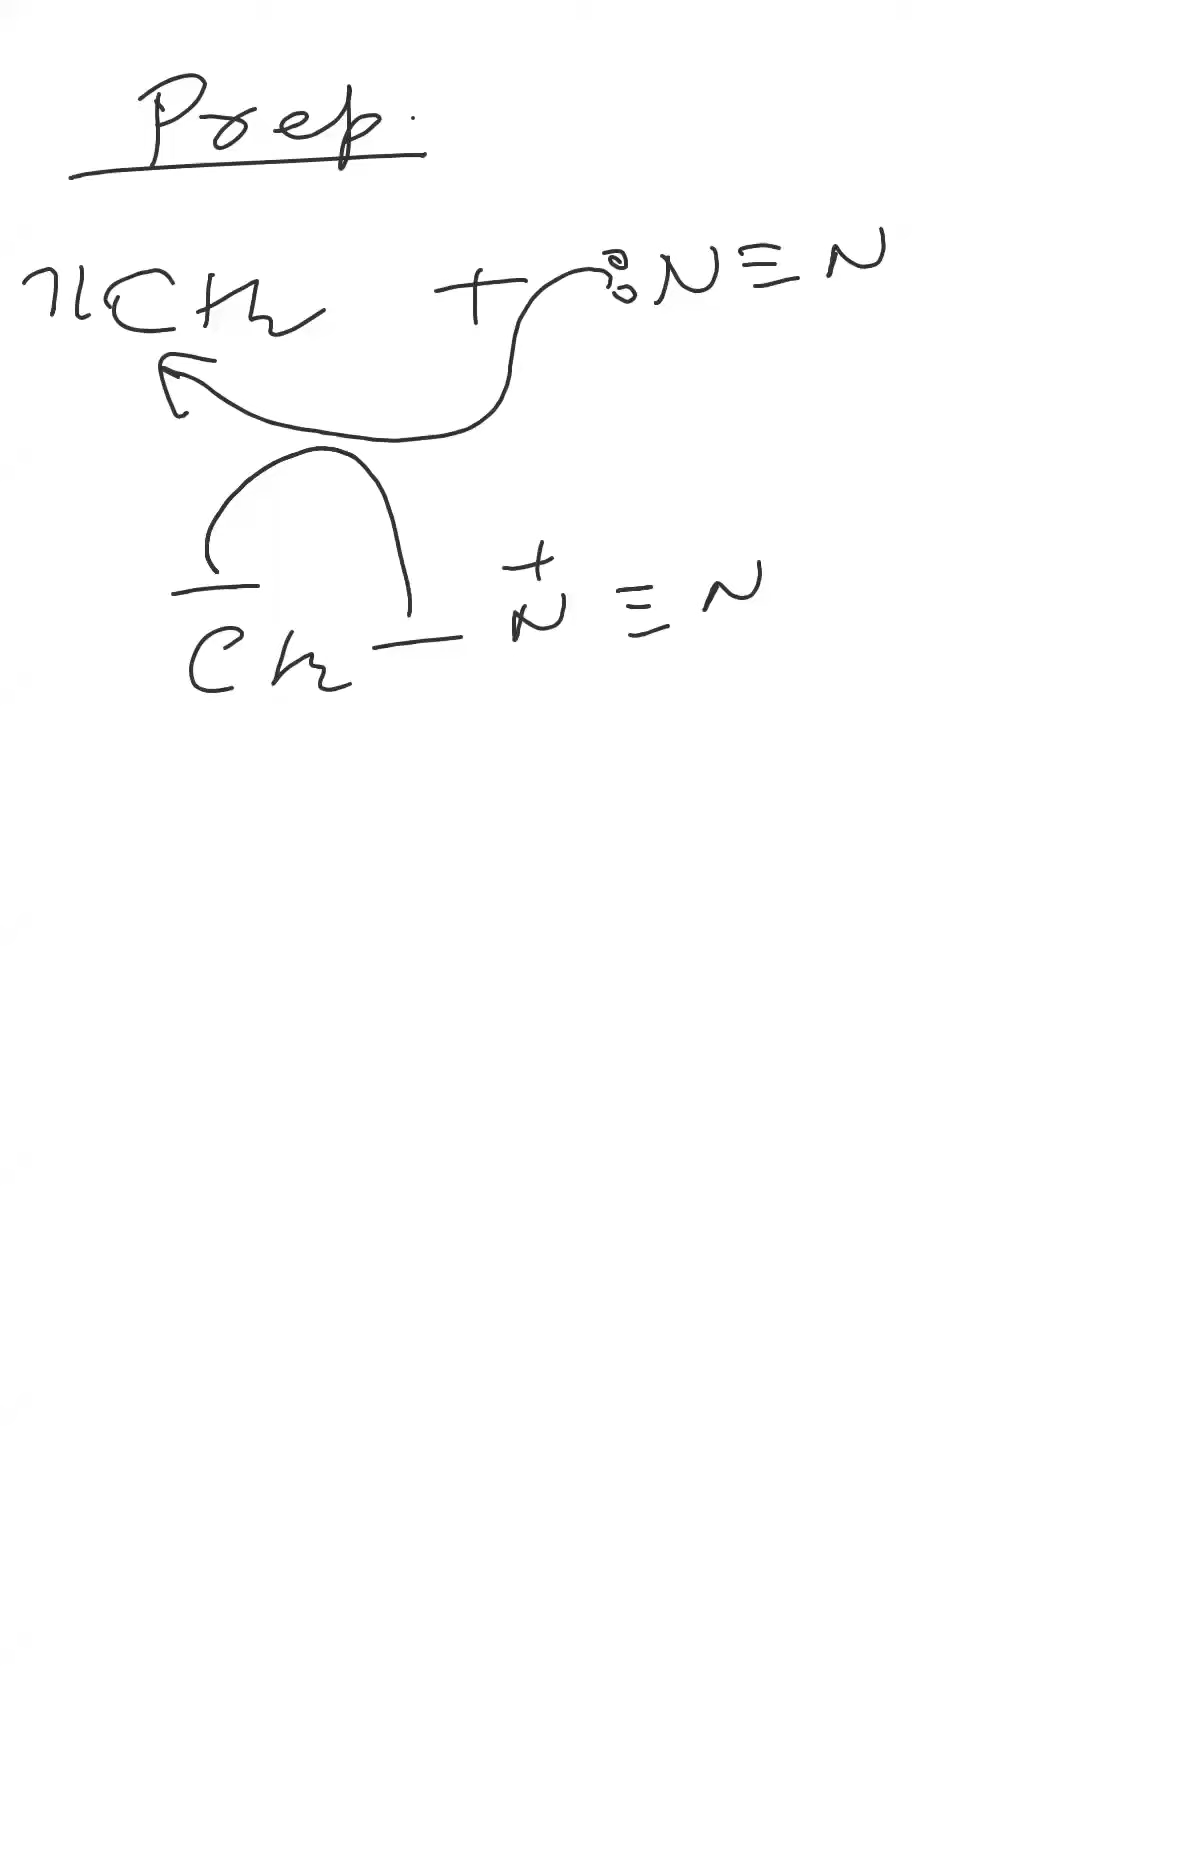 Prep.
:CH₂ + :N≡N
CH₂—N⁺≡N